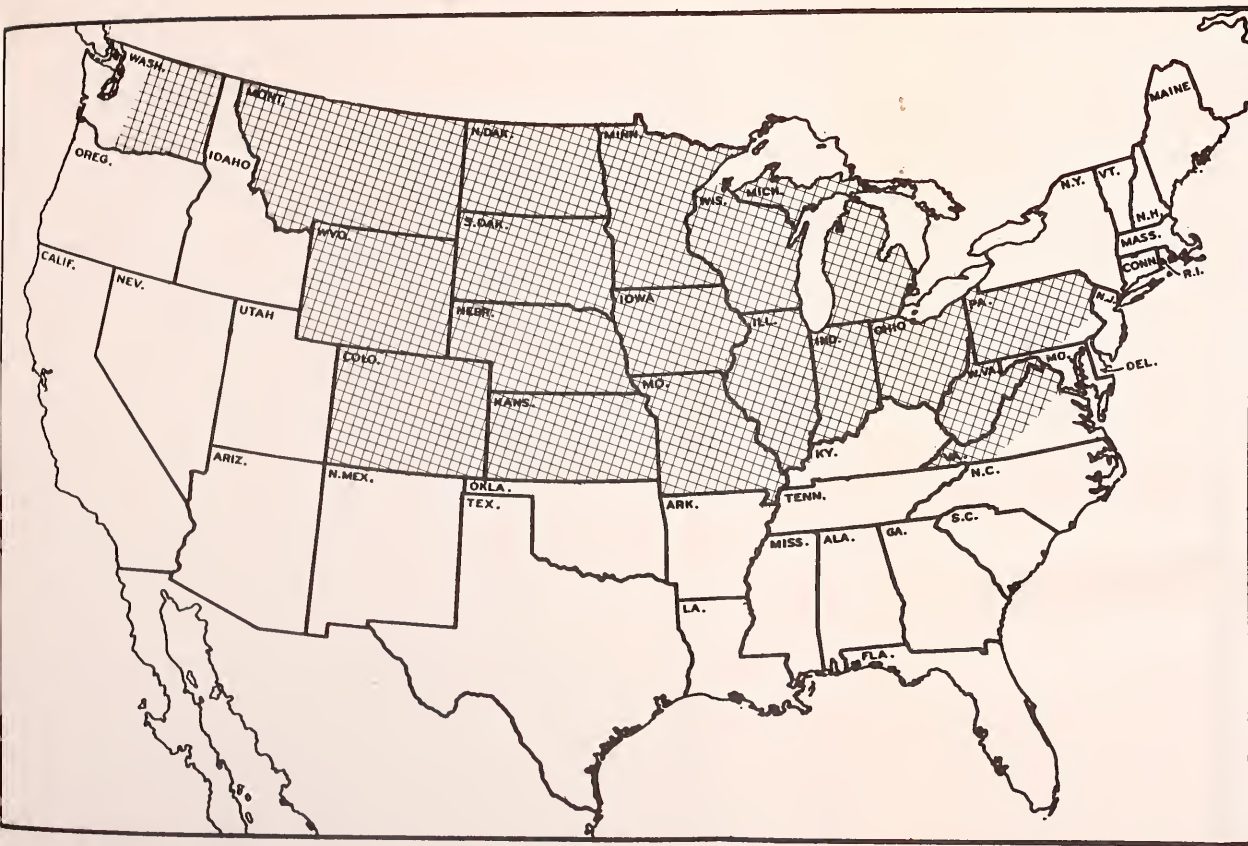 WASH.
MONT.
N.DAK.
MINN.
MAINE
OREG.
IDAHO
N.Y.
VT.
MICH.
WIS.
S.DAK.
N.H.
WYO.
MASS.
CALIF.
CONN.
R.I.
NEV.
IOWA
PA.
N.J.
UTAH
NEBR.
ILL.
OHIO
IND.
COLO.
MD.
W.VA.
DEL.
MO.
KANS.
KY.
VA.
ARIZ.
N.MEX.
N.C.
OKLA.
TENN.
TEX.
ARK.
S.C.
GA.
MISS.
ALA.
LA.
FLA.